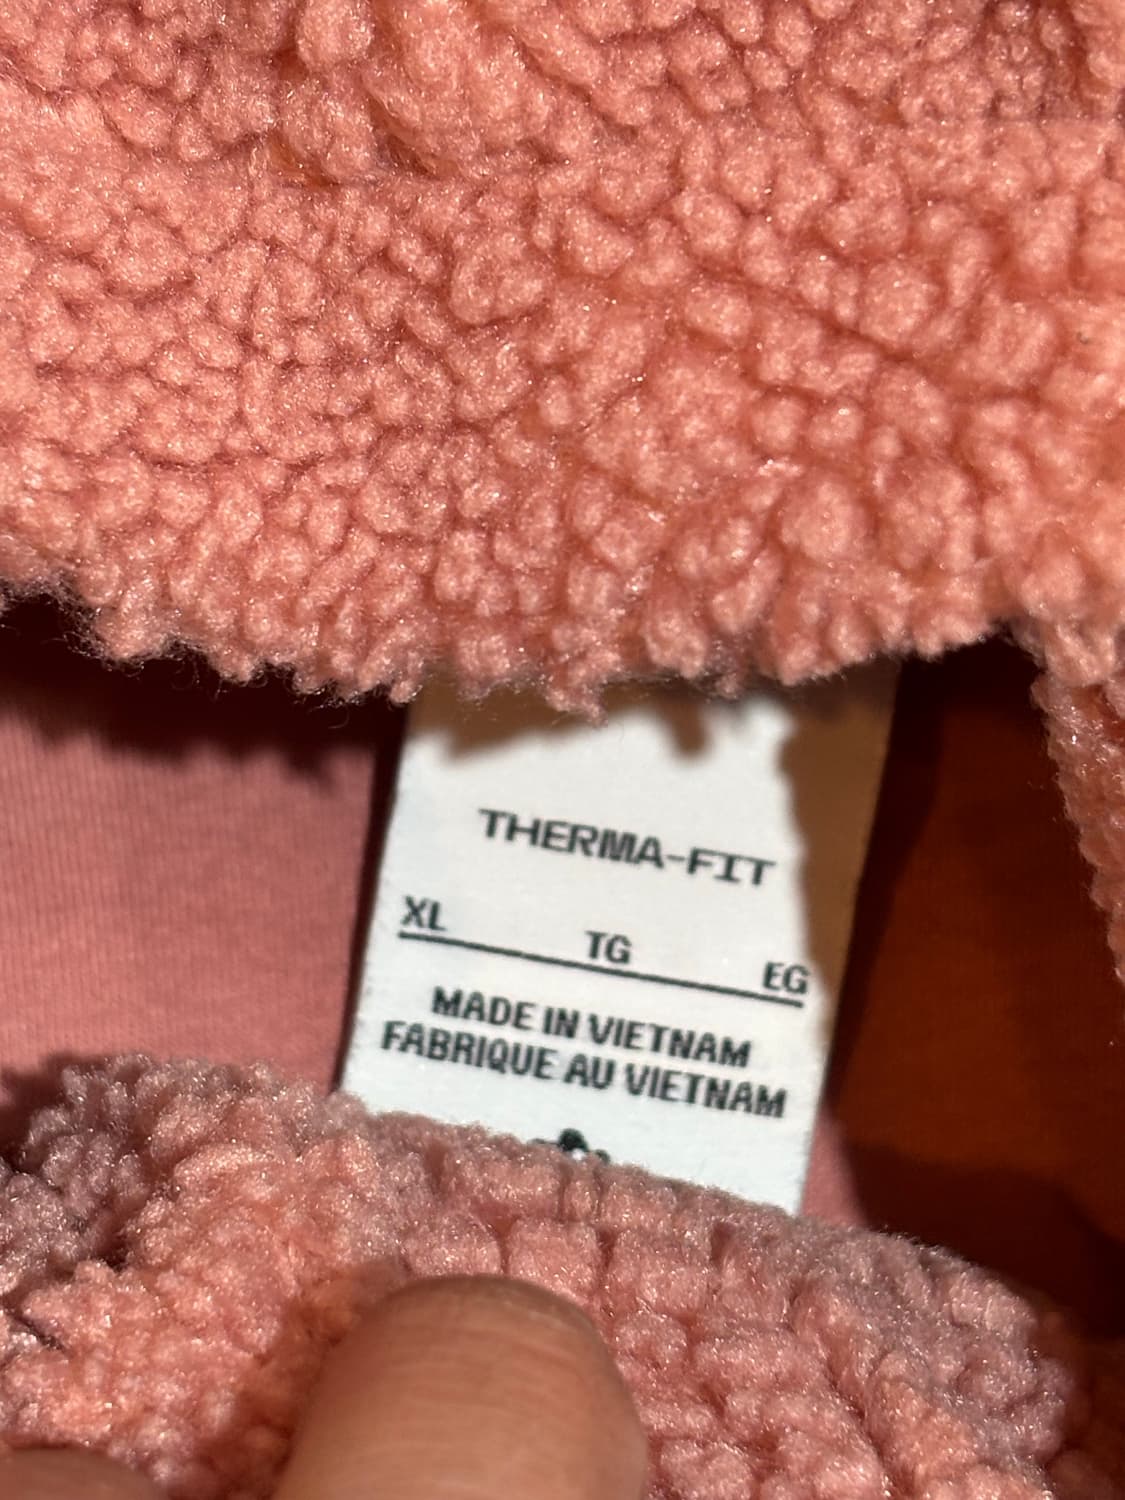 THERMA-FIT
XL TG EG
MADE IN VIETNAM
FABRIQUE AU VIETNAM